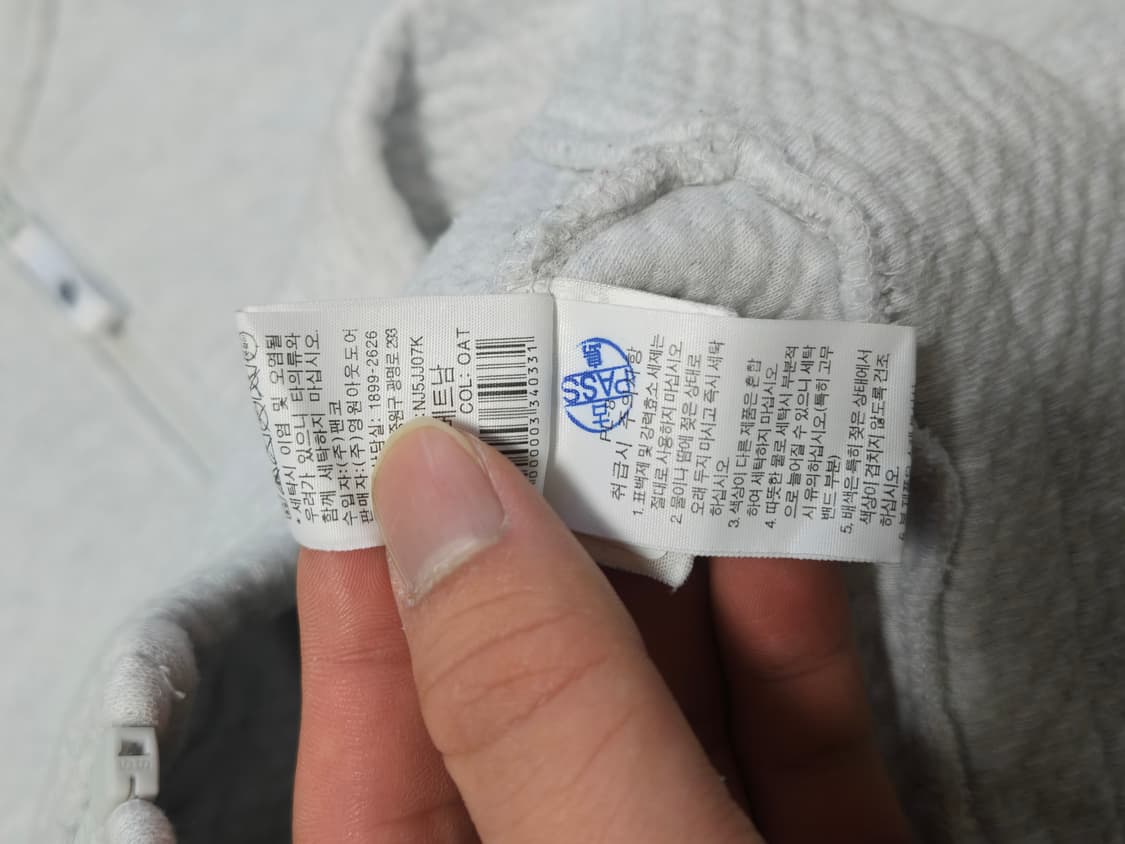 * 세탁시 이염 및 오염될
우려가 있으니 타의류와
함께 세탁하지 마십시오.
수입자:(주)맨코
판매자:(주)영원아웃도어
1899-2626
광명로 293
NJ5JJ07K
COL: OAT
PASS
취급시 주의사항
1. 표백제 및 강력효소 세제는
절대로 사용하지 마십시오
2. 물이나 땀에 젖은 상태로
오래 두지 마시고 즉시 세탁
하십시오
3. 색상이 다른 제품은 혼합
하여 세탁하지 마십시오
4. 따뜻한 물로 세탁시 부분적
으로 늘어질 수 있으니 세탁
시 유의하십시오.(특히 고무
밴드 부분)
5. 배색은 특히 젖은 상태에서
색상이 겹치지 않도록 건조
하십시오